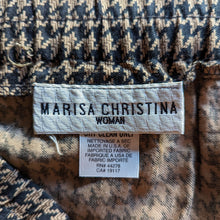 MARISA CHRISTINA
WOMAN
DRY CLEAN ONLY
NETTOYAGE A SEC
MADE IN U.S.A. OF
IMPORTED FABRIC
FABRIQUE A USA DE
FABRIC IMPORTE
RN# 44278
CA# 19117